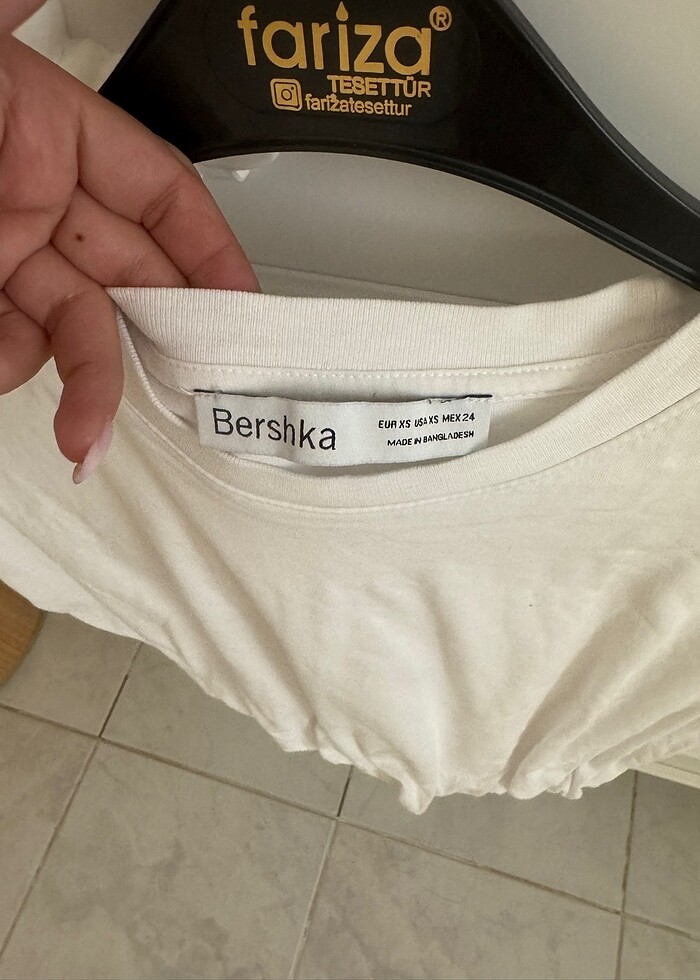 fariza®
TESETTÜR
farizatesettur
Bershka
EUR XS USA XS MEX 24
MADE IN BANGLADESH